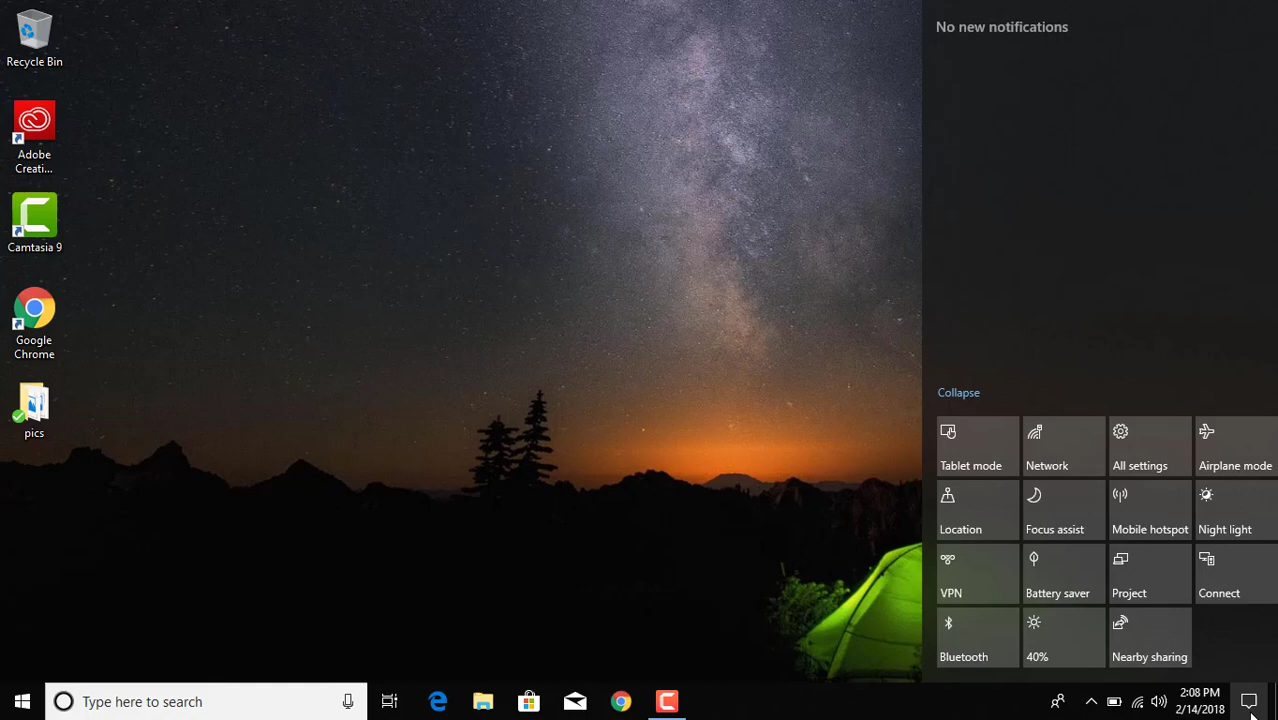 Recycle Bin
Adobe
Creati...
Camtasia 9
Google
Chrome
pics
No new notifications
Collapse
Tablet mode
Network
All settings
Airplane mode
Location
Focus assist
Mobile hotspot
Night light
VPN
Battery saver
Project
Connect
Bluetooth
40%
Nearby sharing
Type here to search
2:08 PM
2/14/2018